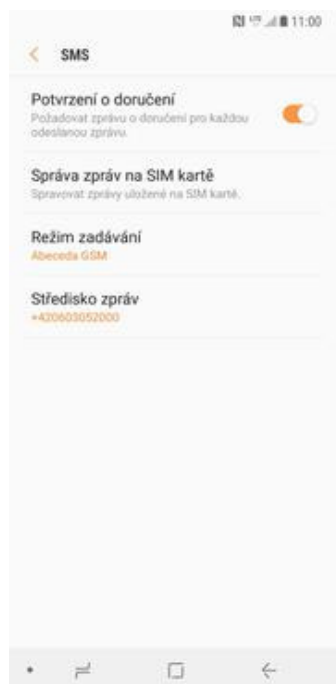 11:00
SMS
Potvrzení o doručení
Požadovat zprávu o doručení pro každou
odeslanou zprávu.
Správa zpráv na SIM kartě
Spravovat zprávy uložené na SIM kartě.
Režim zadávání
Abeceda GSM
Středisko zpráv
+420603052000